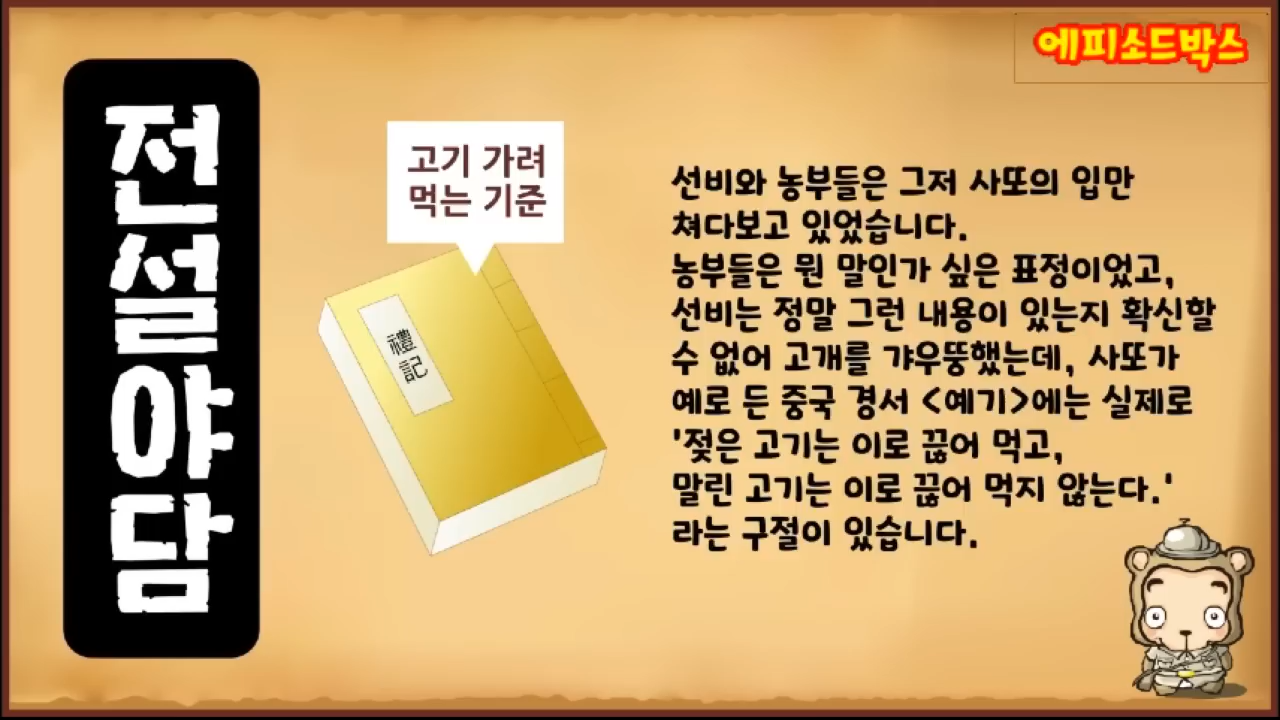 에피소드박스
전설야담
고기 가려
먹는 기준
禮
記
선비와 농부들은 그저 사또의 입만
쳐다보고 있었습니다.
농부들은 뭔 말인가 싶은 표정이었고,
선비는 정말 그런 내용이 있는지 확신할
수 없어 고개를 갸우뚱했는데, 사또가
예로 든 중국 경서 <예기>에는 실제로
'젖은 고기는 이로 끊어 먹고,
말린 고기는 이로 끊어 먹지 않는다.'
라는 구절이 있습니다.